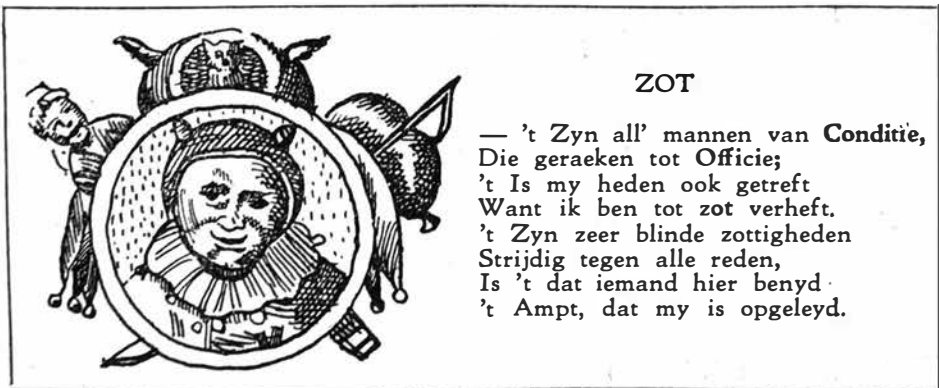 ZOT
— 't Zyn all' mannen van Conditie,
Die geraeken tot Officie;
't Is my heden ook getreft
Want ik ben tot zot verheft.
't Zyn zeer blinde zottigheden
Strijdig tegen alle reden,
Is 't dat iemand hier benyd
't Ampt, dat my is opgeleyd.